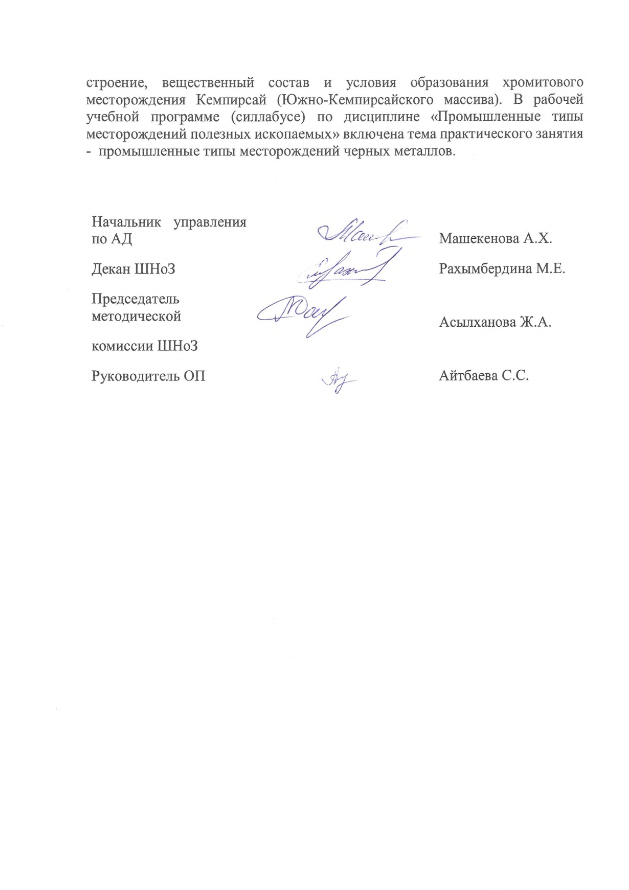 строение, вещественный состав и условия образования хромитового
месторождения Кемпирсай (Южно-Кемпирсайского массива). В рабочей
учебной программе (силлабусе) по дисциплине «Промышленные типы
месторождений полезных ископаемых» включена тема практического занятия
- промышленные типы месторождений черных металлов.
Начальник управления
по АД Машекенова А.Х.
Декан ШНоЗ Рахымбердина М.Е.
Председатель
методической Асылханова Ж.А.
комиссии ШНоЗ
Руководитель ОП Айтбаева С.С.